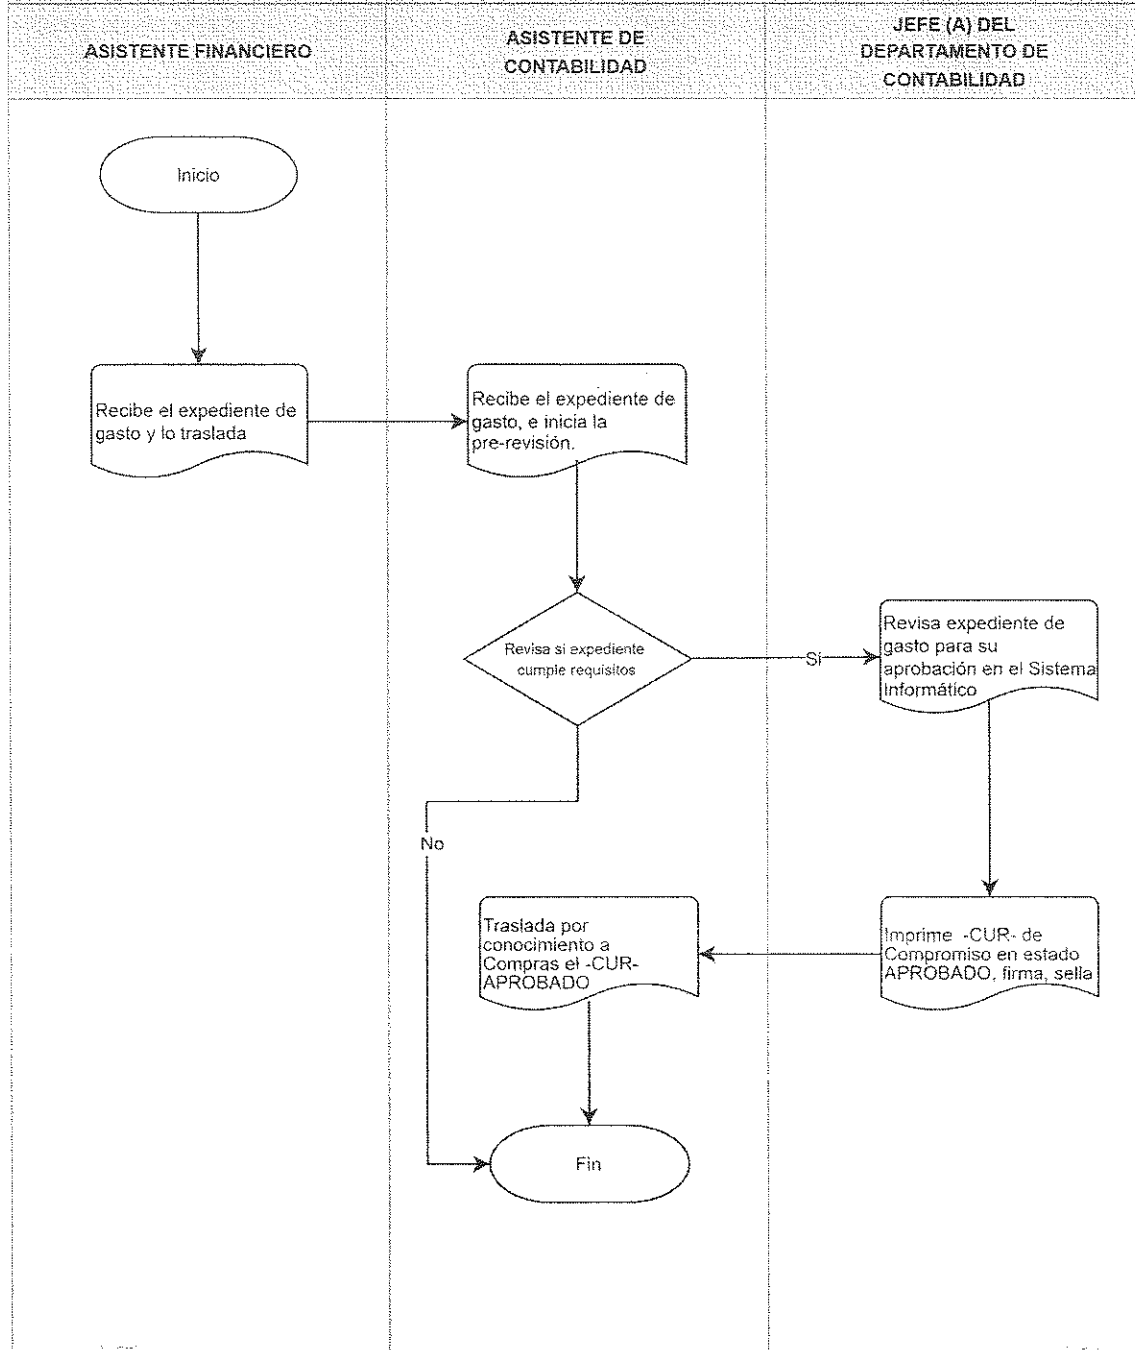 ASISTENTE FINANCIERO
ASISTENTE DE
CONTABILIDAD
JEFE (A) DEL
DEPARTAMENTO DE
CONTABILIDAD
Inicio
Recibe el expediente de
gasto y lo traslada
Recibe el expediente de
gasto, e inicia la
pre-revisión.
Revisa si expediente
cumple requisitos
Sí
Revisa expediente de
gasto para su
aprobación en el Sistema
Informático
No
Traslada por
conocimiento a
Compras el -CUR-
APROBADO
Imprime -CUR- de
Compromiso en estado
APROBADO, firma, sella
Fin